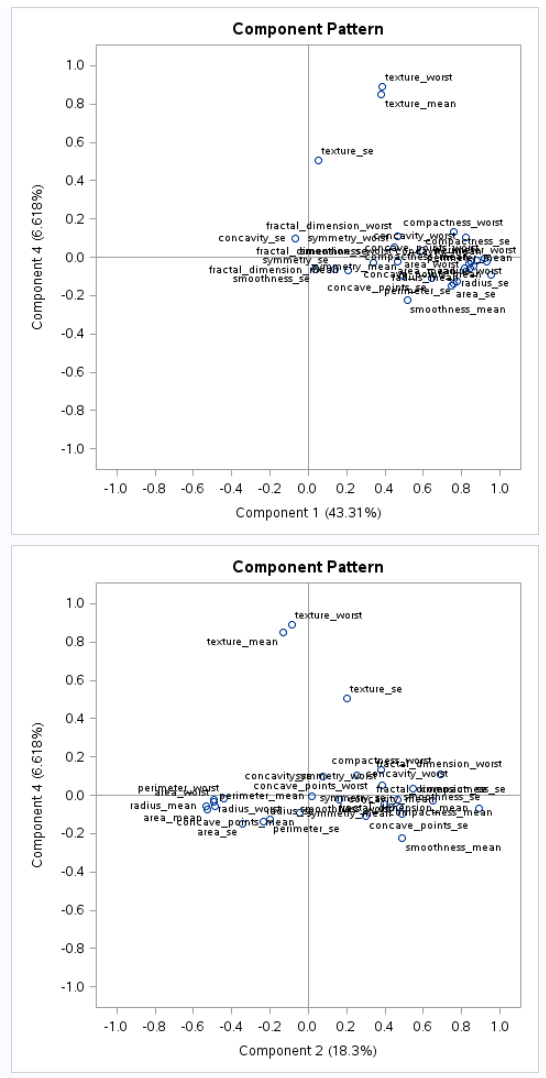 Component Pattern
1.0
texture_worst
0.8
texture_mean
0.6
texture_se
0.4
0.2
compactness_worst
fractal_dimension_worst
concavity_se
symmetry_worst
concavity_worst
compactness_se
0.0
symmetry_se
area_worst
fractal_dimension_mean
symmetry_mean
smoothness_se
radius_se
concave_points_se
perimeter_se
area_se
-0.2
smoothness_mean
-0.4
-0.6
-0.8
-1.0
-1.0 -0.8 -0.6 -0.4 -0.2 0.0 0.2 0.4 0.6 0.8 1.0
Component 1 (43.31%)
Component 4 (6.618%)
Component Pattern
1.0
texture_worst
0.8
texture_mean
0.6
texture_se
0.4
0.2
compactness_worst
fractal_dimension_worst
concavity_se
symmetry_worst
concavity_worst
concave_points_worst
perimeter_worst
area_worst
0.0
perimeter_mean
radius_mean
radius_worst
area_mean
concave_points_mean
compactness_mean
area_se
perimeter_se
concave_points_se
-0.2
smoothness_mean
-0.4
-0.6
-0.8
-1.0
-1.0 -0.8 -0.6 -0.4 -0.2 0.0 0.2 0.4 0.6 0.8 1.0
Component 2 (18.3%)
Component 4 (6.618%)